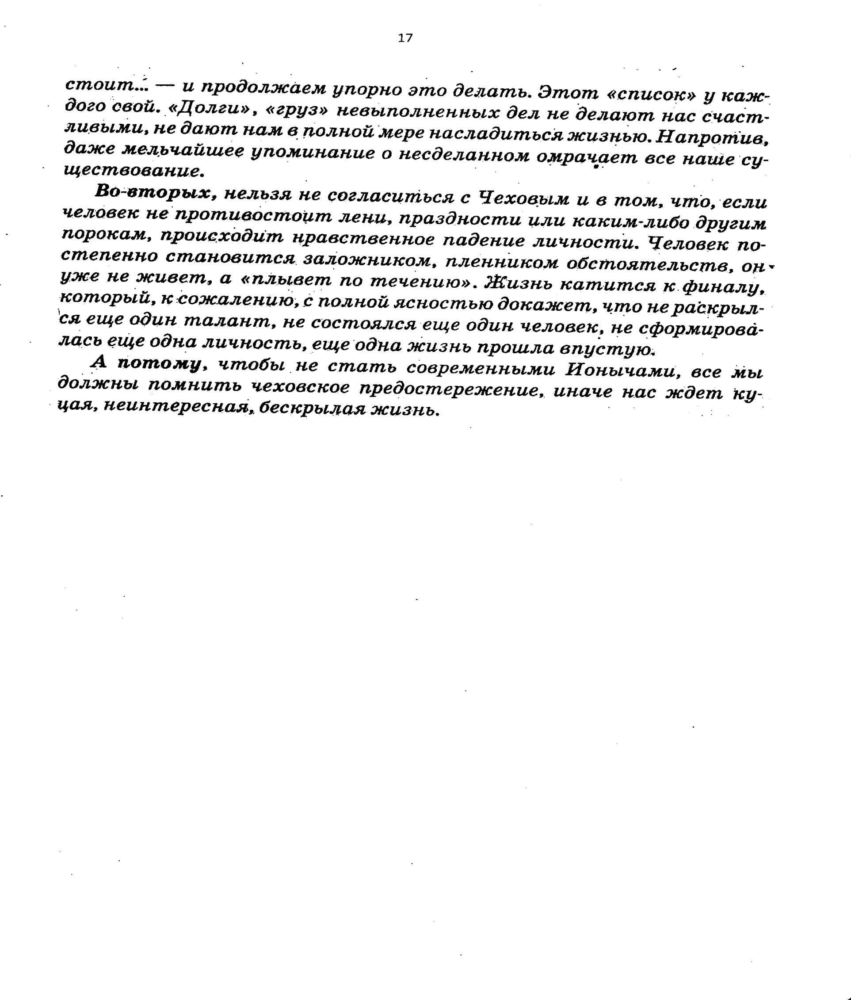 17
стоит... — и продолжаем упорно это делать. Этот «список» у каж-
дого свой. «Долги», «груз» невыполненных дел не делают нас счаст-
ливыми, не дают нам в полной мере насладиться жизнью. Напротив,
даже мельчайшее упоминание о несделанном омрачает все наше су-
ществование.
Во-вторых, нельзя не согласиться с Чеховым и в том, что, если
человек не противостоит лени, праздности или каким-либо другим
порокам, происходит нравственное падение личности. Человек по-
степенно становится заложником, пленником обстоятельств, он
уже не живет, а «плывет по течению». Жизнь катится к финалу,
который, к сожалению, с полной ясностью докажет, что не раскрыл-
ся еще один талант, не состоялся еще один человек, не сформирова-
лась еще одна личность, еще одна жизнь прошла впустую.
А потому, чтобы не стать современными Ионычами, все мы
должны помнить чеховское предостережение, иначе нас ждет ку-
цая, неинтересная, бескрылая жизнь.